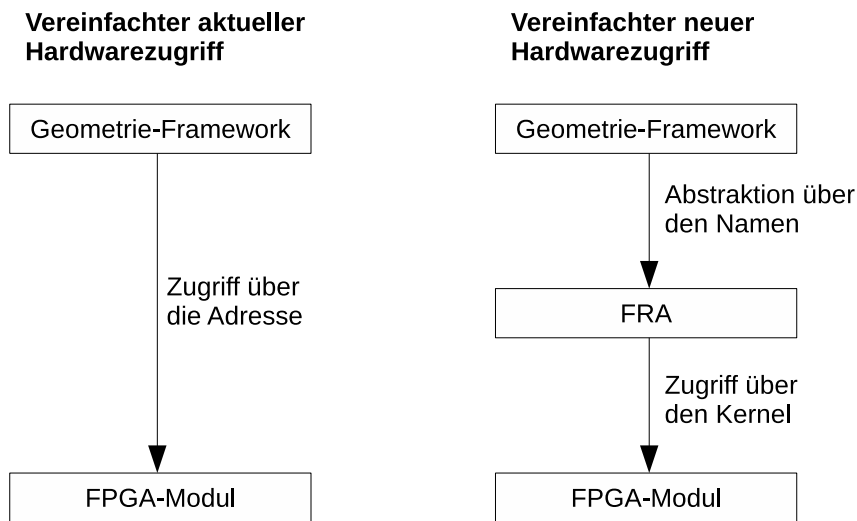 Vereinfachter aktueller
Hardwarezugriff
Geometrie-Framework
Zugriff über
die Adresse
FPGA-Modul
Vereinfachter neuer
Hardwarezugriff
Geometrie-Framework
Abstraktion über
den Namen
FRA
Zugriff über
den Kernel
FPGA-Modul